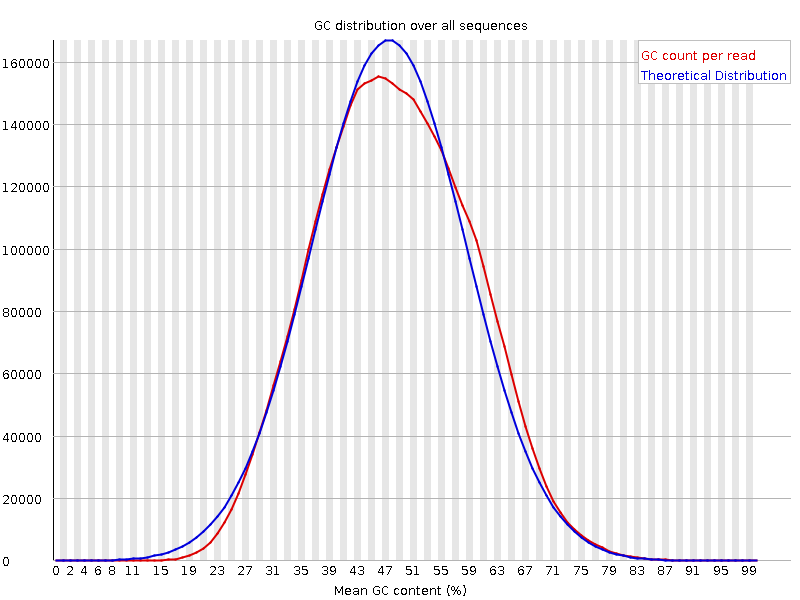 GC distribution over all sequences
GC count per read
Theoretical Distribution
160000
140000
120000
100000
80000
60000
40000
20000
0
0 2 4 6 8 11 15 19 23 27 31 35 39 43 47 51 55 59 63 67 71 75 79 83 87 91 95 99
Mean GC content (%)